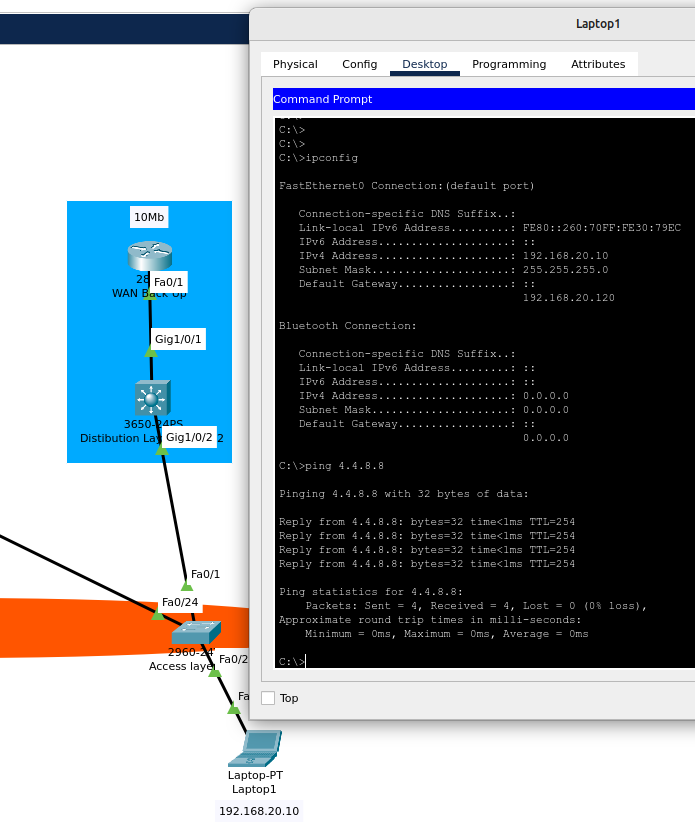 Laptop1
Physical Config Desktop Programming Attributes
Command Prompt
C:\>
C:\>
C:\>ipconfig
FastEthernet0 Connection:(default port)
Connection-specific DNS Suffix..:
Link-local IPv6 Address.........: FE80::260:70FF:FE30:79EC
IPv6 Address....................: ::
IPv4 Address....................: 192.168.20.10
Subnet Mask.....................: 255.255.255.0
Default Gateway.................: ::
192.168.20.120
Bluetooth Connection:
Connection-specific DNS Suffix..:
Link-local IPv6 Address.........: ::
IPv6 Address....................: ::
IPv4 Address....................: 0.0.0.0
Subnet Mask.....................: 0.0.0.0
Default Gateway.................: ::
0.0.0.0
C:\>ping 4.4.8.8
Pinging 4.4.8.8 with 32 bytes of data:
Reply from 4.4.8.8: bytes=32 time<1ms TTL=254
Reply from 4.4.8.8: bytes=32 time<1ms TTL=254
Reply from 4.4.8.8: bytes=32 time<1ms TTL=254
Reply from 4.4.8.8: bytes=32 time<1ms TTL=254
Ping statistics for 4.4.8.8:
Packets: Sent = 4, Received = 4, Lost = 0 (0% loss),
Approximate round trip times in milli-seconds:
Minimum = 0ms, Maximum = 0ms, Average = 0ms
C:\>
Top
10Mb
28
Fa0/1
WAN Back Up
Gig1/0/1
3650-24PS
Distibution Lay 2
Gig1/0/2
Fa0/1
Fa0/24
2960-24
Access layer
Fa0/2
Fa
Laptop-PT
Laptop1
192.168.20.10